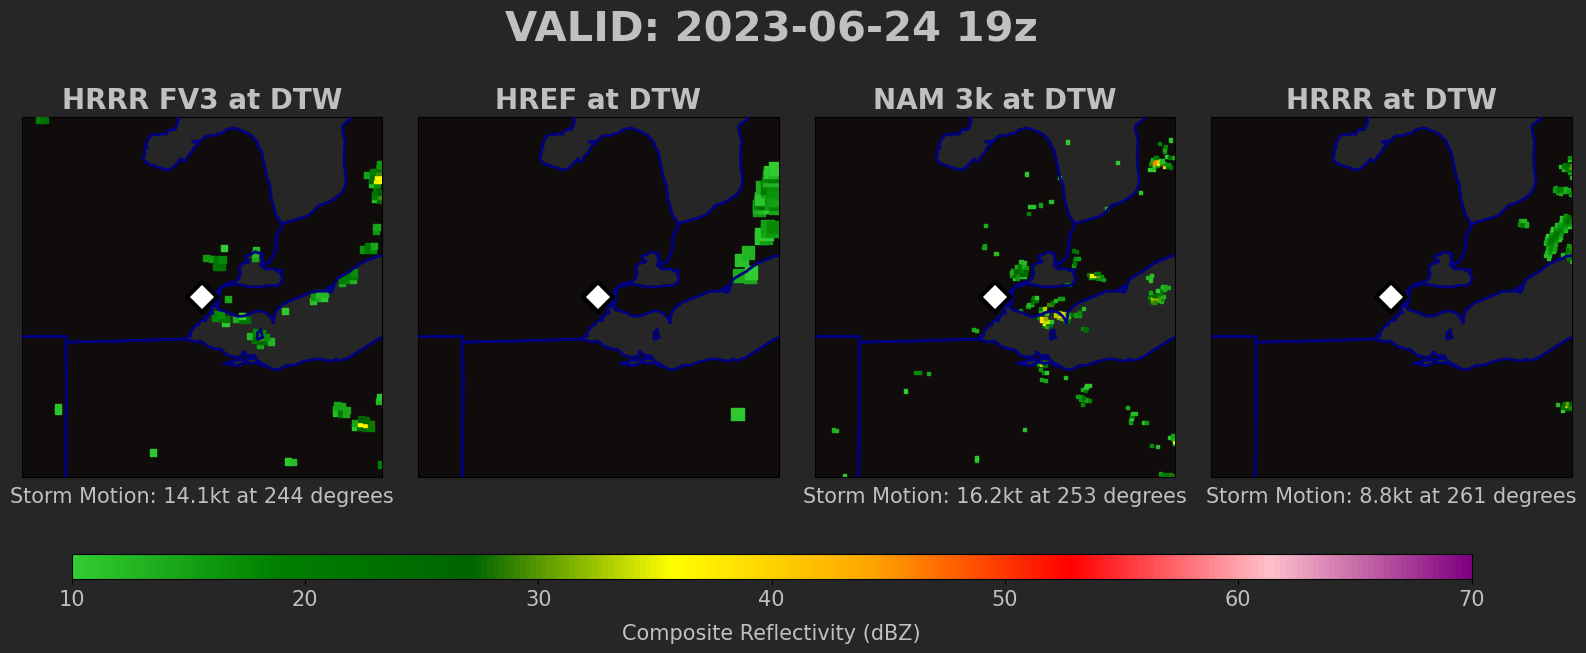 VALID: 2023-06-24 19z
HRRR FV3 at DTW
HREF at DTW
NAM 3k at DTW
HRRR at DTW
Storm Motion: 14.1kt at 244 degrees
Storm Motion: 16.2kt at 253 degrees
Storm Motion: 8.8kt at 261 degrees
10 20 30 40 50 60 70
Composite Reflectivity (dBZ)